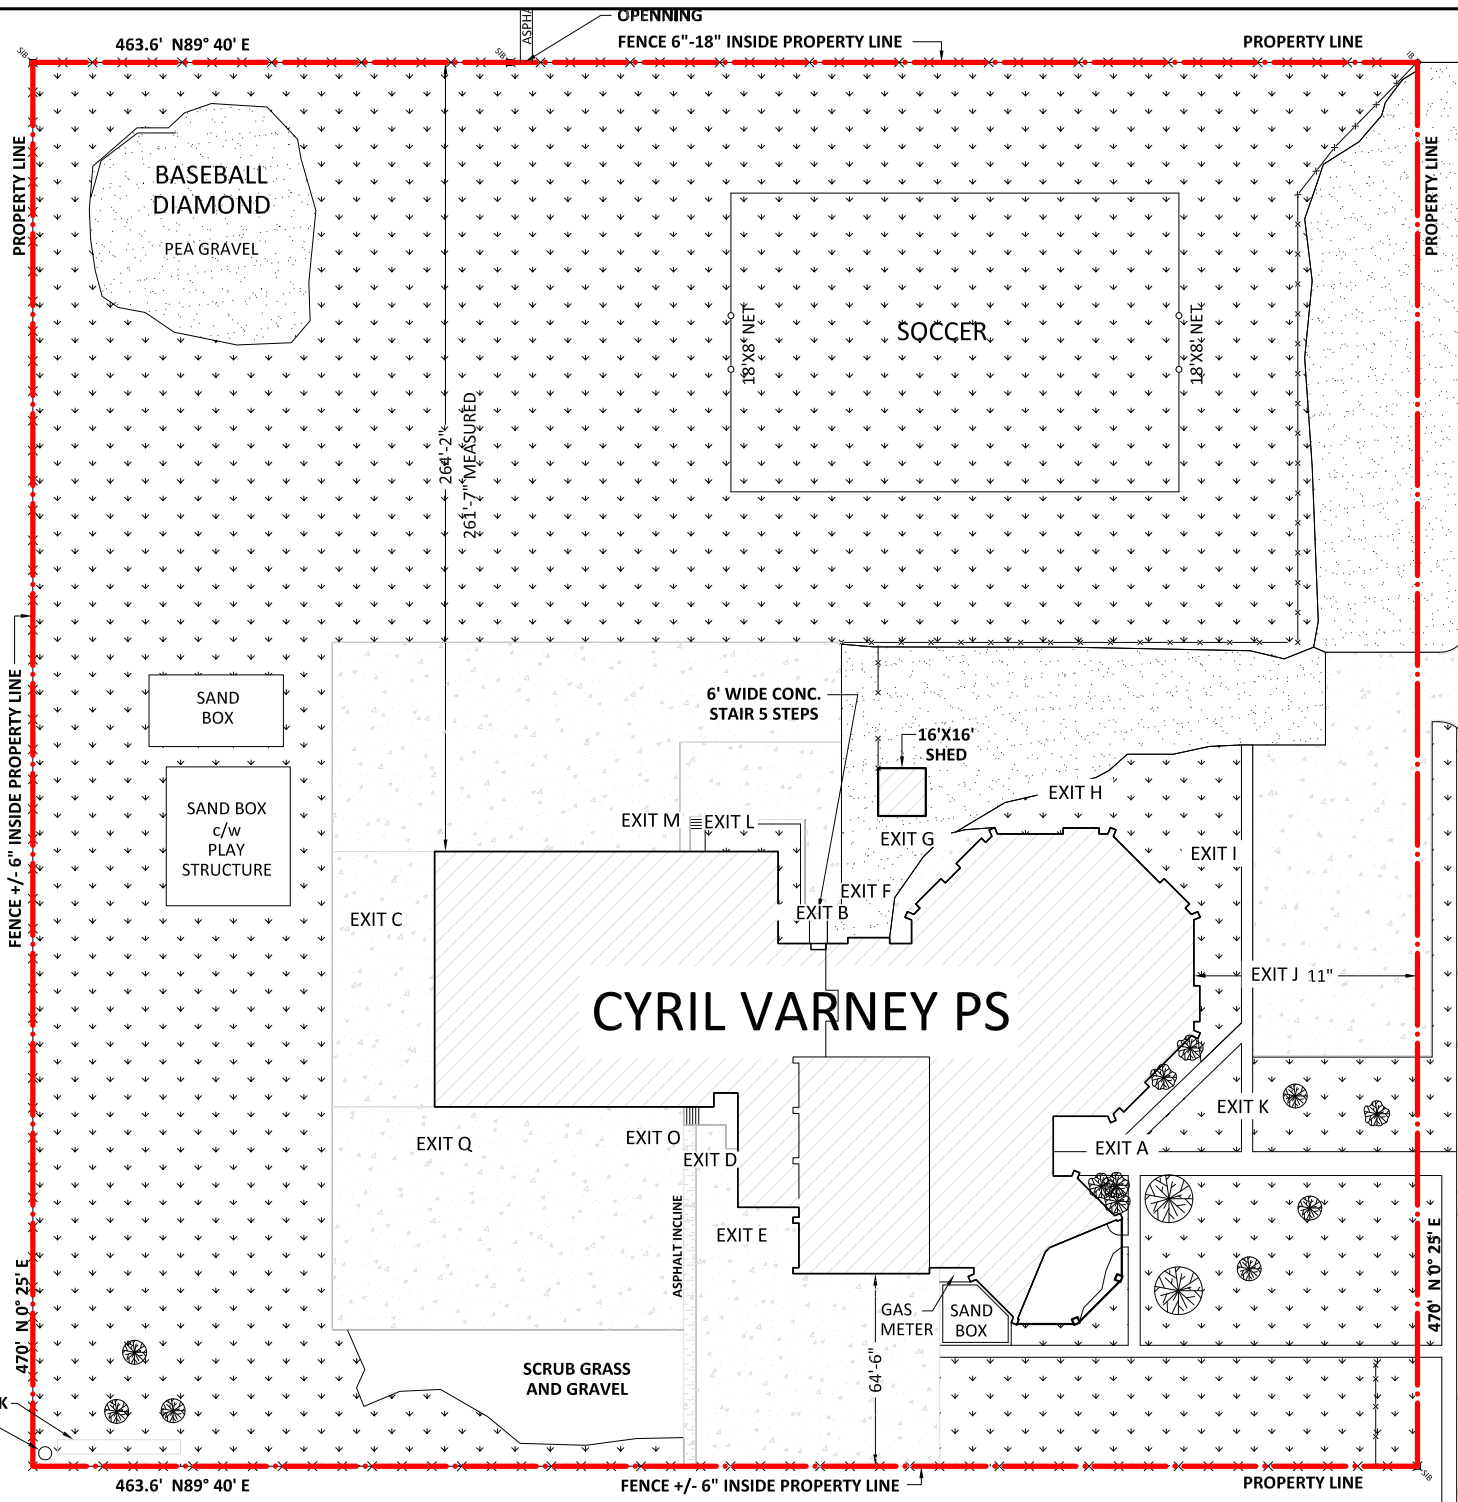 OPENNING
ASPHA
463.6' N89° 40' E
FENCE 6"-18" INSIDE PROPERTY LINE
PROPERTY LINE
SIB
SIB
IB
PROPERTY LINE
PROPERTY LINE
BASEBALL
DIAMOND
PEA GRAVEL
SOCCER
18'X8' NET
18'X8' NET
264'-2"
261'-7" MEASURED
FENCE +/- 6" INSIDE PROPERTY LINE
SAND
BOX
6' WIDE CONC.
STAIR 5 STEPS
16'X16'
SHED
SAND BOX
c/w
PLAY
STRUCTURE
EXIT H
EXIT M
EXIT L
EXIT G
EXIT I
EXIT F
EXIT C
EXIT B
EXIT J
11"
CYRIL VARNEY PS
EXIT K
EXIT Q
EXIT O
EXIT A
EXIT D
ASPHALT INCLINE
EXIT E
470' N 0° 25' E
470' N 0° 25' E
GAS
METER
SAND
BOX
64'-6"
SCRUB GRASS
AND GRAVEL
K
463.6' N89° 40' E
FENCE +/- 6" INSIDE PROPERTY LINE
PROPERTY LINE
SIB